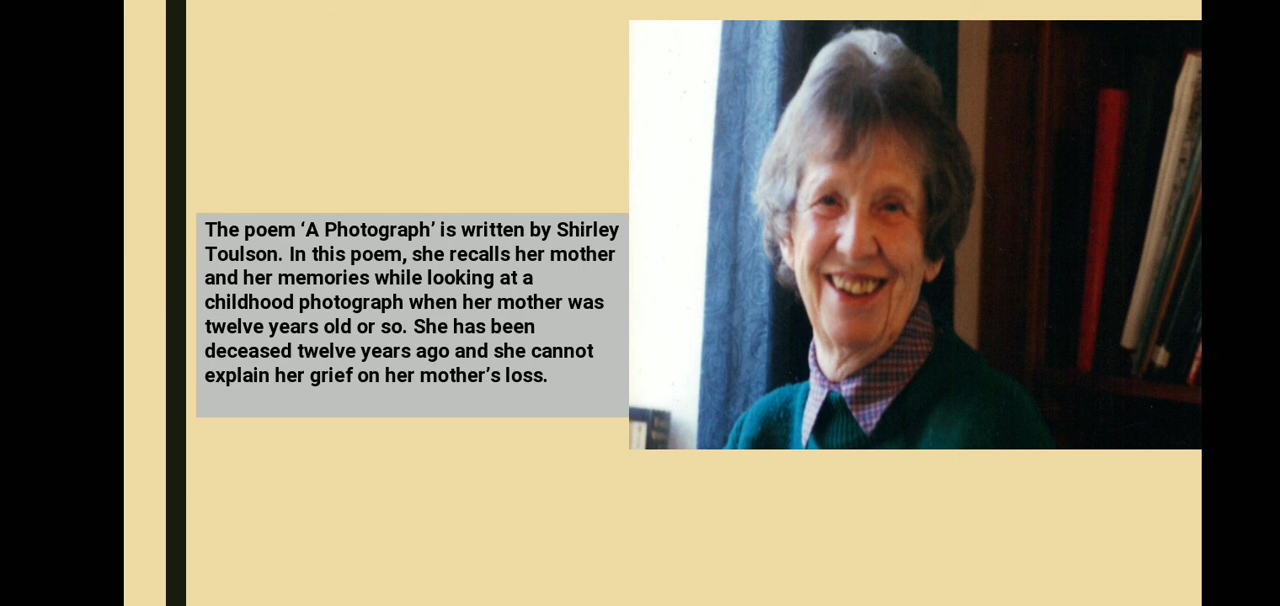 The poem ‘A Photograph’ is written by Shirley
Toulson. In this poem, she recalls her mother
and her memories while looking at a
childhood photograph when her mother was
twelve years old or so. She has been
deceased twelve years ago and she cannot
explain her grief on her mother’s loss.